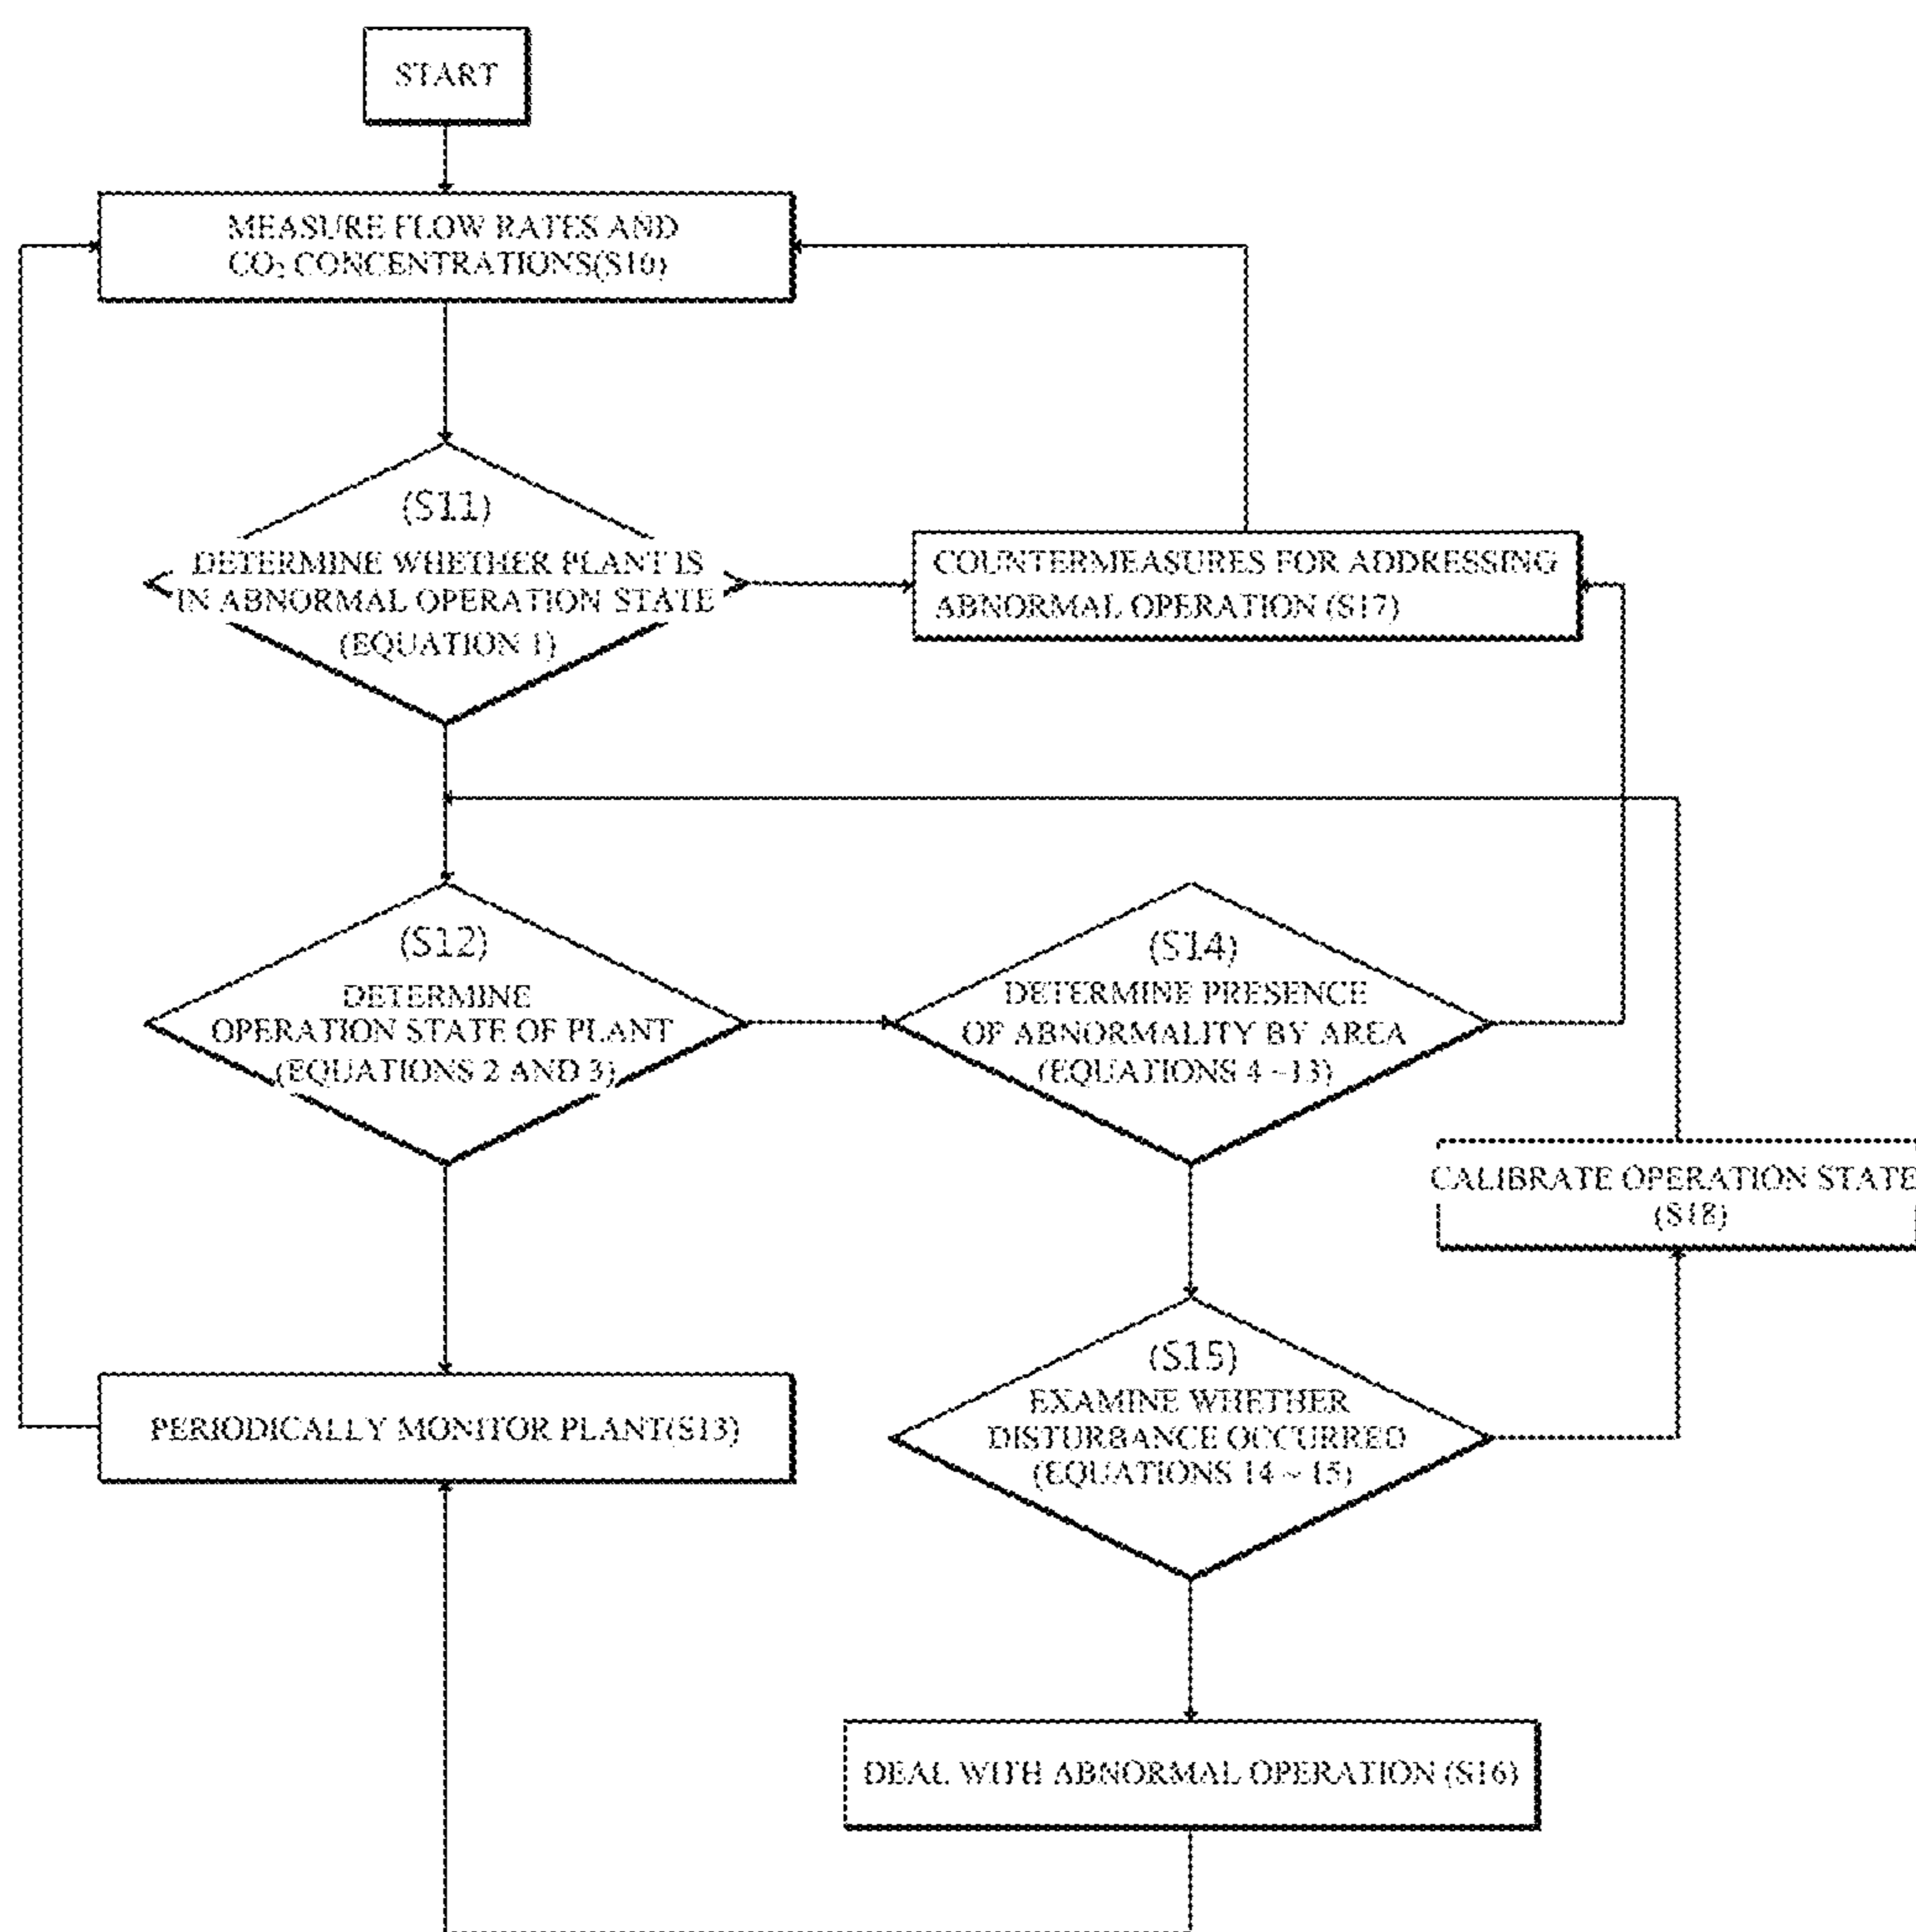 START
MEASURE FLOW RATES AND
CO₂ CONCENTRATIONS(S10)
(S11)
DETERMINE WHETHER PLANT IS
IN ABNORMAL OPERATION STATE
(EQUATION 1)
COUNTERMEASURES FOR ADDRESSING
ABNORMAL OPERATION (S17)
(S12)
DETERMINE
OPERATION STATE OF PLANT
(EQUATIONS 2 AND 3)
(S14)
DETERMINE PRESENCE
OF ABNORMALITY BY AREA
(EQUATIONS 4 ~13)
CALIBRATE OPERATION STATE
(S18)
PERIODICALLY MONITOR PLANT(S13)
(S15)
EXAMINE WHETHER
DISTURBANCE OCCURRED
(EQUATIONS 14 ~ 15)
DEAL WITH ABNORMAL OPERATION (S16)